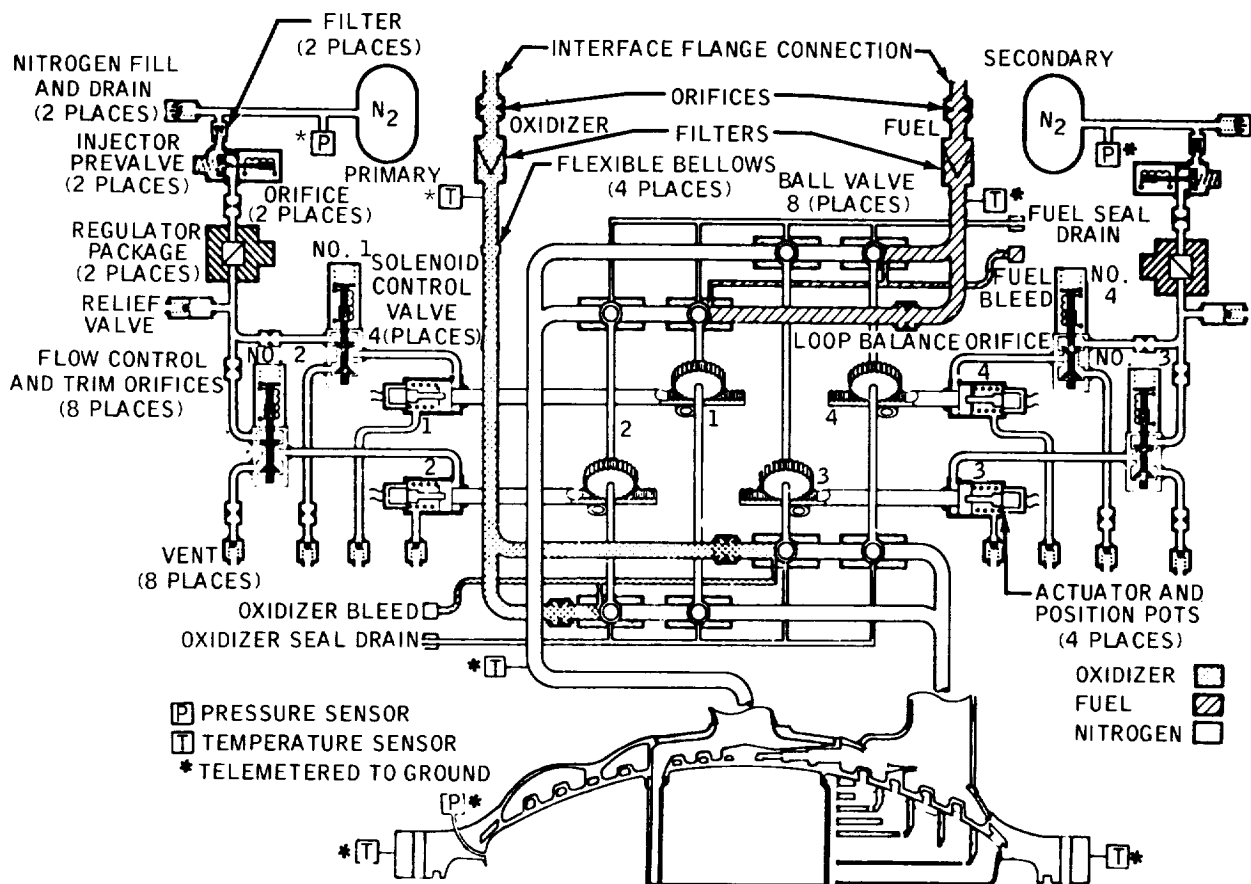 FILTER
(2 PLACES)
NITROGEN FILL
AND DRAIN
(2 PLACES)
INJECTOR
PREVALVE
(2 PLACES)
N2
* P
PRIMARY
ORIFICE
(2 PLACES)
REGULATOR
PACKAGE
(2 PLACES)
RELIEF
VALVE
FLOW CONTROL
AND TRIM ORIFICES
(8 PLACES)
NO. 1
NO. 2
SOLENOID
CONTROL
VALVE
4(PLACES)
INTERFACE FLANGE CONNECTION
ORIFICES
OXIDIZER
FUEL
FILTERS
FLEXIBLE BELLOWS
(4 PLACES)
* T
BALL VALVE
8 (PLACES)
T *
SECONDARY
N2
P *
FUEL SEAL
DRAIN
FUEL
BLEED
NO.
4
LOOP BALANCE ORIFICE
NO. 3
1
2
2
1
4
3
4
3
VENT
(8 PLACES)
OXIDIZER BLEED
OXIDIZER SEAL DRAIN
* T
ACTUATOR AND
POSITION POTS
(4 PLACES)
OXIDIZER
FUEL
NITROGEN
P PRESSURE SENSOR
T TEMPERATURE SENSOR
* TELEMETERED TO GROUND
P *
* T
T *